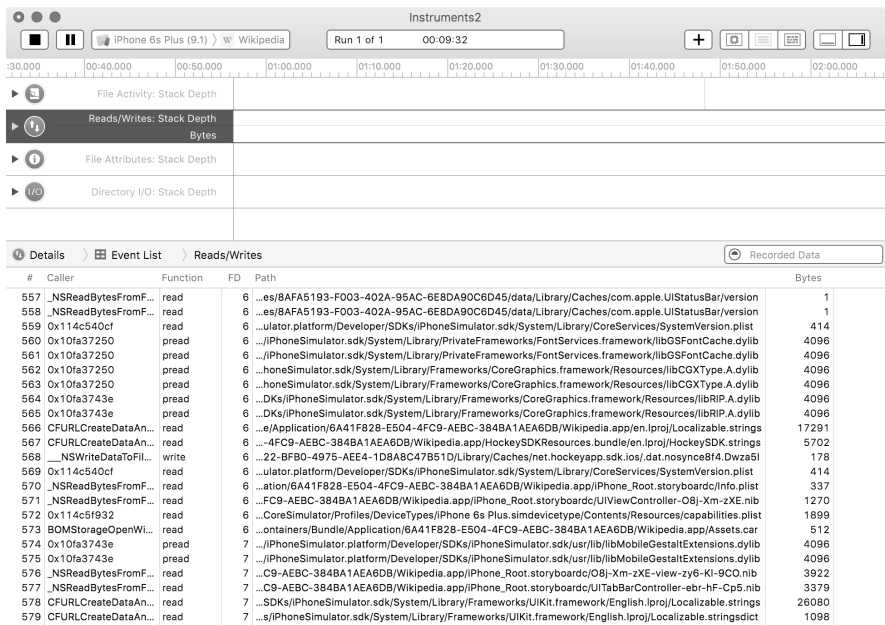 Instruments2
iPhone 6s Plus (9.1) 〉 W Wikipedia
Run 1 of 1 00:09:32
:30.000 00:40.000 00:50.000 01:00.000 01:10.000 01:20.000 01:30.000 01:40.000 01:50.000 02:00.000
File Activity: Stack Depth
Reads/Writes: Stack Depth
Bytes
File Attributes: Stack Depth
I/O Directory I/O: Stack Depth
Details 〉 Event List 〉 Reads/Writes Recorded Data
# Caller Function FD Path Bytes
557 _NSReadBytesFromF... read 6 ...es/8AFA5193-F003-402A-95AC-6E8DA90C6D45/data/Library/Caches/com.apple.UIStatusBar/version 1
558 _NSReadBytesFromF... read 6 ...es/8AFA5193-F003-402A-95AC-6E8DA90C6D45/data/Library/Caches/com.apple.UIStatusBar/version 1
559 0x114c540cf read 6 ...ulator.platform/Developer/SDKs/iPhoneSimulator.sdk/System/Library/CoreServices/SystemVersion.plist 414
560 0x10fa37250 pread 6 .../iPhoneSimulator.sdk/System/Library/PrivateFrameworks/FontServices.framework/libGSFontCache.dylib 4096
561 0x10fa37250 pread 6 .../iPhoneSimulator.sdk/System/Library/PrivateFrameworks/FontServices.framework/libGSFontCache.dylib 4096
562 0x10fa37250 pread 6 ...honeSimulator.sdk/System/Library/Frameworks/CoreGraphics.framework/Resources/libCGXType.A.dylib 4096
563 0x10fa37250 pread 6 ...honeSimulator.sdk/System/Library/Frameworks/CoreGraphics.framework/Resources/libCGXType.A.dylib 4096
564 0x10fa3743e pread 6 ...DKs/iPhoneSimulator.sdk/System/Library/Frameworks/CoreGraphics.framework/Resources/libRIP.A.dylib 4096
565 0x10fa3743e pread 6 ...DKs/iPhoneSimulator.sdk/System/Library/Frameworks/CoreGraphics.framework/Resources/libRIP.A.dylib 4096
566 CFURLCreateDataAn... read 6 ...e/Application/6A41F828-E504-4FC9-AEBC-384BA1AEA6DB/Wikipedia.app/en.lproj/Localizable.strings 17291
567 CFURLCreateDataAn... read 6 ...-4FC9-AEBC-384BA1AEA6DB/Wikipedia.app/HockeySDKResources.bundle/en.lproj/HockeySDK.strings 5702
568 ___NSWriteDataToFil... write 6 ...22-BFB0-4975-AEE4-1D8A8C47B51D/Library/Caches/net.hockeyapp.sdk.ios/.dat.nosynce8f4.Dwza5l 178
569 0x114c540cf read 6 ...ulator.platform/Developer/SDKs/iPhoneSimulator.sdk/System/Library/CoreServices/SystemVersion.plist 414
570 _NSReadBytesFromF... read 6 ...ation/6A41F828-E504-4FC9-AEBC-384BA1AEA6DB/Wikipedia.app/iPhone_Root.storyboardc/Info.plist 337
571 _NSReadBytesFromF... read 6 ...FC9-AEBC-384BA1AEA6DB/Wikipedia.app/iPhone_Root.storyboardc/UIViewController-O8j-Xm-zXE.nib 1270
572 0x114c5f932 read 6 ...CoreSimulator/Profiles/DeviceTypes/iPhone 6s Plus.simdevicetype/Contents/Resources/capabilities.plist 1899
573 BOMStorageOpenWi... read 6 ...ontainers/Bundle/Application/6A41F828-E504-4FC9-AEBC-384BA1AEA6DB/Wikipedia.app/Assets.car 512
574 0x10fa3743e pread 7 .../iPhoneSimulator.platform/Developer/SDKs/iPhoneSimulator.sdk/usr/lib/libMobileGestaltExtensions.dylib 4096
575 0x10fa3743e pread 7 .../iPhoneSimulator.platform/Developer/SDKs/iPhoneSimulator.sdk/usr/lib/libMobileGestaltExtensions.dylib 4096
576 _NSReadBytesFromF... read 7 ...C9-AEBC-384BA1AEA6DB/Wikipedia.app/iPhone_Root.storyboardc/O8j-Xm-zXE-view-zy6-Kl-9CO.nib 3922
577 _NSReadBytesFromF... read 7 ...C9-AEBC-384BA1AEA6DB/Wikipedia.app/iPhone_Root.storyboardc/UITabBarController-ebr-hF-Cp5.nib 3379
578 CFURLCreateDataAn... read 7 ...SDKs/iPhoneSimulator.sdk/System/Library/Frameworks/UIKit.framework/English.lproj/Localizable.strings 26080
579 CFURLCreateDataAn... read 7 ...s/iPhoneSimulator.sdk/System/Library/Frameworks/UIKit.framework/English.lproj/Localizable.stringsdict 1098